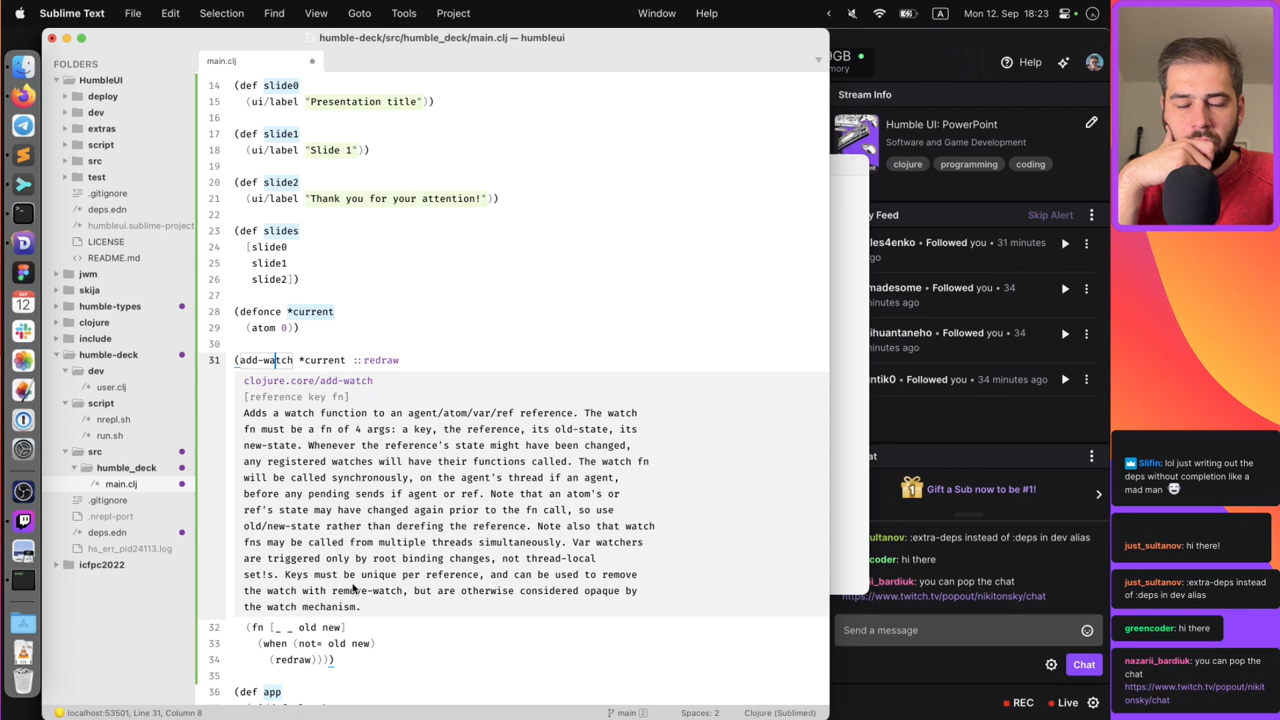 Sublime Text File Edit Selection Find View Goto Tools Project Window Help
A Mon 12. Sep 18:23
humble-deck/src/humble_deck/main.clj — humbleui
main.clj
FOLDERS
HumbleUI
deploy
dev
extras
script
src
test
.gitignore
deps.edn
humbleui.sublime-project
LICENSE
README.md
jwm
skija
humble-types
clojure
include
humble-deck
dev
user.clj
script
nrepl.sh
run.sh
src
humble_deck
main.clj
.gitignore
.nrepl-port
deps.edn
hs_err_pid24113.log
icfpc2022
SEP
12
14 (def slide0
15 (ui/label "Presentation title"))
16
17 (def slide1
18 (ui/label "Slide 1"))
19
20 (def slide2
21 (ui/label "Thank you for your attention!"))
22
23 (def slides
24 [slide0
25 slide1
26 slide2])
27
28 (defonce *current
29 (atom 0))
30
31 (add-watch *current ::redraw
clojure.core/add-watch
[reference key fn]
Adds a watch function to an agent/atom/var/ref reference. The watch
fn must be a fn of 4 args: a key, the reference, its old-state, its
new-state. Whenever the reference's state might have been changed,
any registered watches will have their functions called. The watch fn
will be called synchronously, on the agent's thread if an agent,
before any pending sends if agent or ref. Note that an atom's or
ref's state may have changed again prior to the fn call, so use
old/new-state rather than derefing the reference. Note also that watch
fns may be called from multiple threads simultaneously. Var watchers
are triggered only by root binding changes, not thread-local
set!s. Keys must be unique per reference, and can be used to remove
the watch with remove-watch, but are otherwise considered opaque by
the watch mechanism.
32 (fn [_ _ old new]
33 (when (not= old new)
34 (redraw))))
35
36 (def app
localhost:53501, Line 31, Column 8
main 2
Spaces: 2
Clojure (Sublimed)
9GB
mory
Help
Stream Info
Humble UI: PowerPoint
Software and Game Development
clojure programming coding
y Feed
Skip Alert
les4enko • Followed you • 31 minutes
ago
adesome • Followed you • 34
minutes ago
ihuantaneho • Followed you • 34
minutes ago
ntik0 • Followed you • 34 minutes ago
at
Gift a Sub now to be #1!
sultanov: :extra-deps instead of :deps in dev alias
coder: hi there
_bardiuk: you can pop the chat
https://www.twitch.tv/popout/nikitonsky/chat
Send a message
Chat
REC
Live
Slifin: lol just writing out the
deps without completion like a
mad man
just_sultanov: hi there!
just_sultanov: :extra-deps instead
of :deps in dev alias
greencoder: hi there
nazarii_bardiuk: you can pop the
chat
https://www.twitch.tv/popout/nikit
onsky/chat